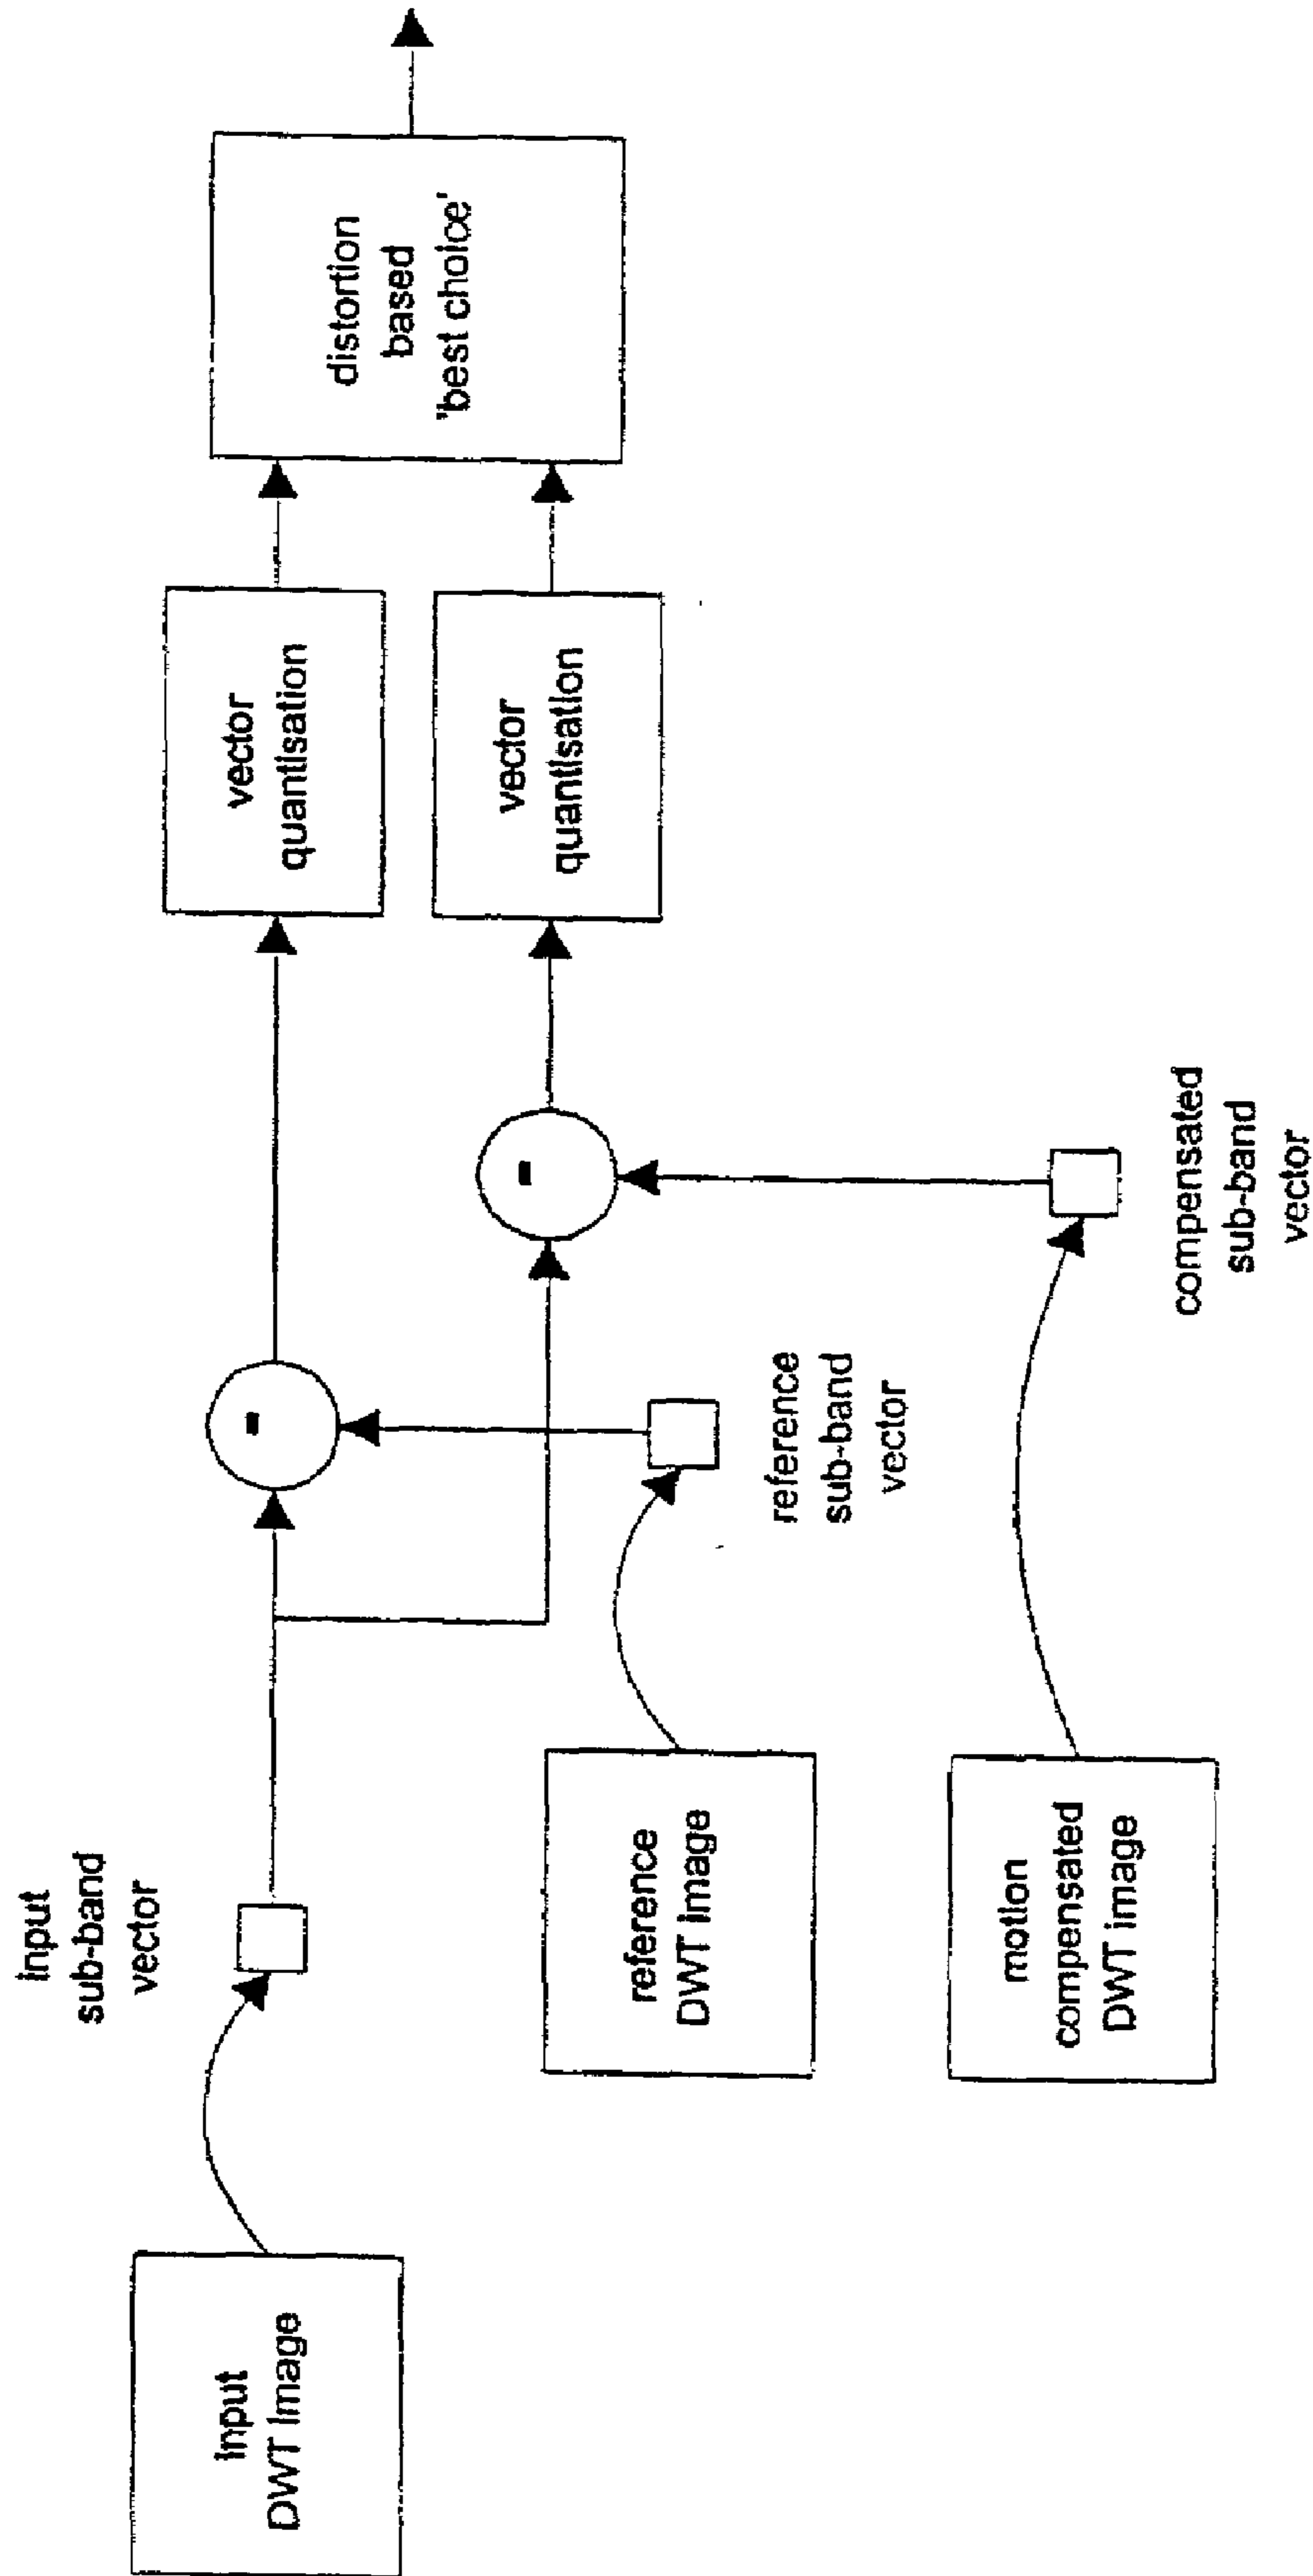 input
DWT image
input
sub-band
vector
reference
DWT image
motion
compensated
DWT image
reference
sub-band
vector
compensated
sub-band
vector
-
-
vector
quantisation
vector
quantisation
distortion
based
'best choice'